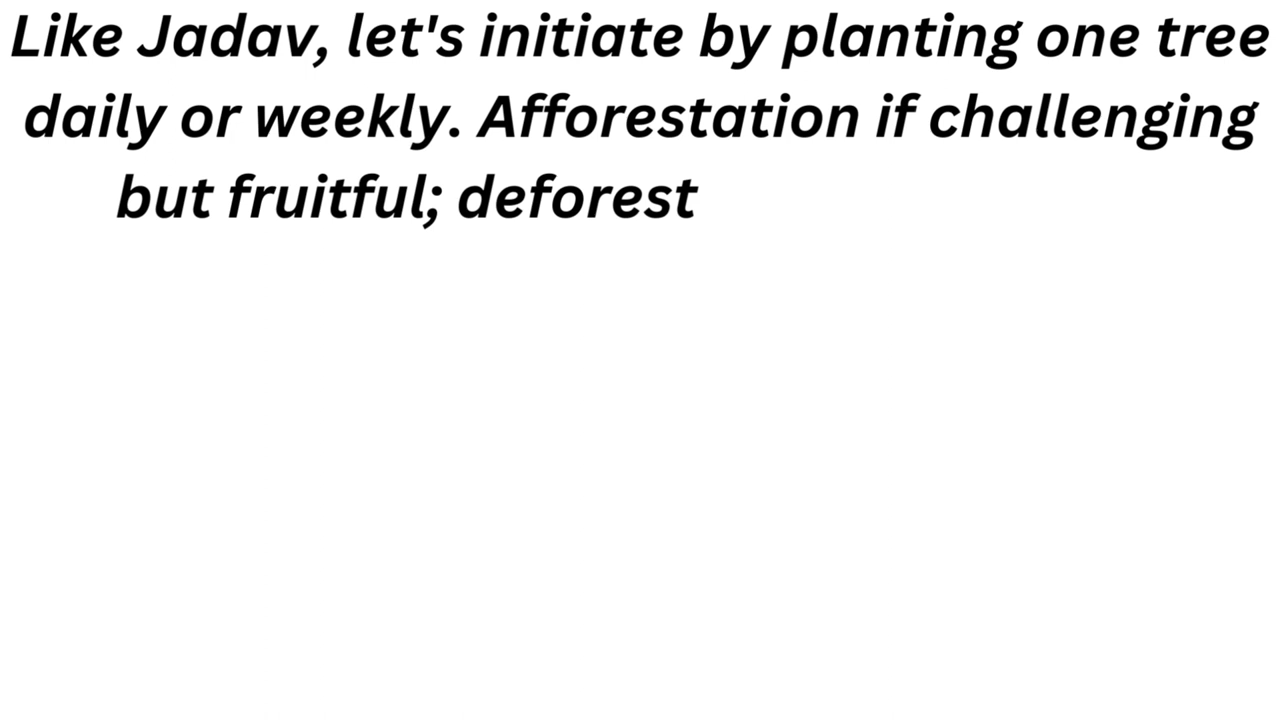 Like Jadav, let's initiate by planting one tree
daily or weekly. Afforestation if challenging
but fruitful; deforest